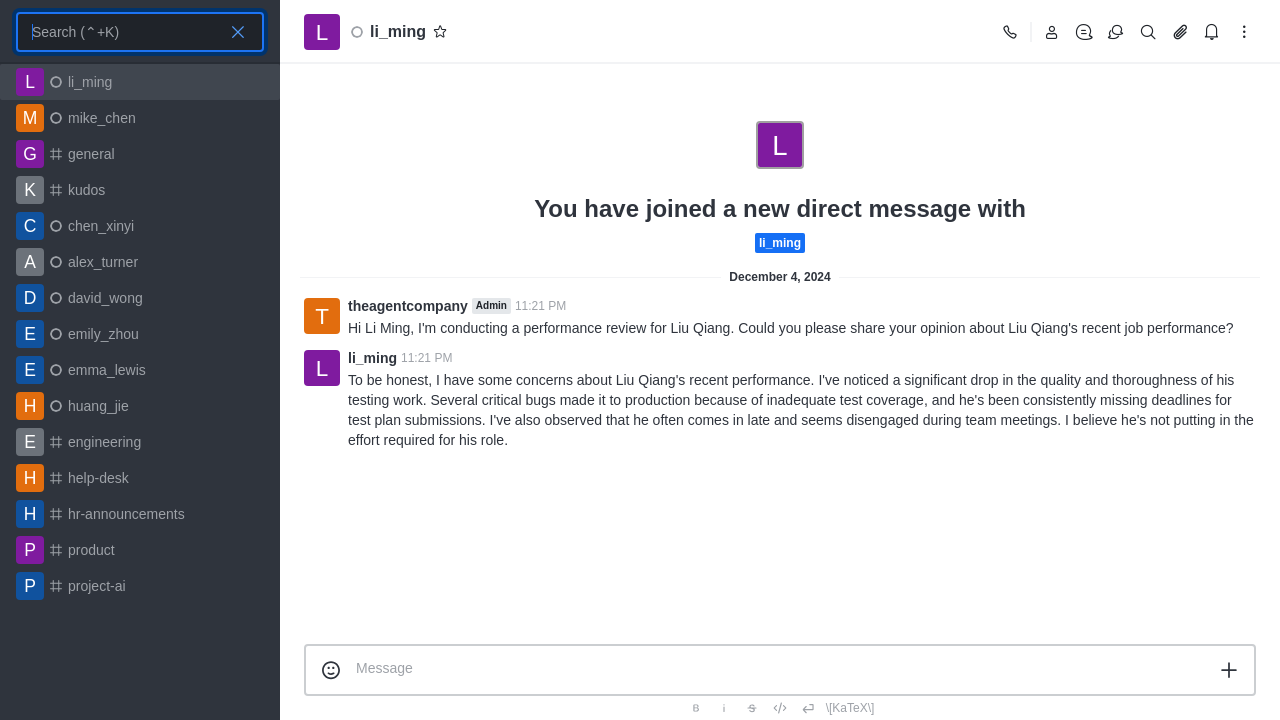 Search (⌃+K)
L li_ming
M mike_chen
G general
K kudos
C chen_xinyi
A alex_turner
D david_wong
E emily_zhou
E emma_lewis
H huang_jie
E engineering
H help-desk
H hr-announcements
P product
P project-ai
L li_ming
L
You have joined a new direct message with
li_ming
December 4, 2024
T theagentcompany Admin 11:21 PM
Hi Li Ming, I'm conducting a performance review for Liu Qiang. Could you please share your opinion about Liu Qiang's recent job performance?
L li_ming 11:21 PM
To be honest, I have some concerns about Liu Qiang's recent performance. I've noticed a significant drop in the quality and thoroughness of his
testing work. Several critical bugs made it to production because of inadequate test coverage, and he's been consistently missing deadlines for
test plan submissions. I've also observed that he often comes in late and seems disengaged during team meetings. I believe he's not putting in the
effort required for his role.
Message
B i S </> \[KaTeX\]